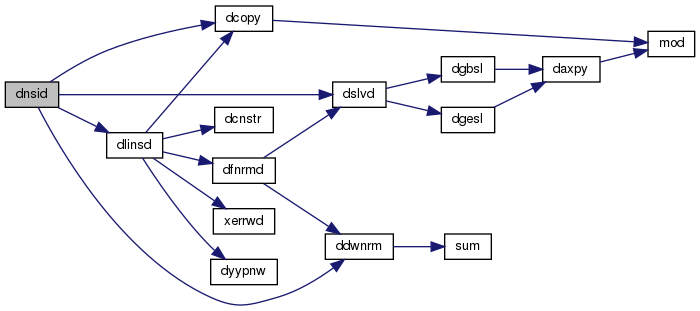 dnsid
dcopy
mod
dlinsd
dcnstr
dfnrmd
xerrwd
dyypnw
dslvd
ddwnrm
dgbsl
dgesl
daxpy
sum